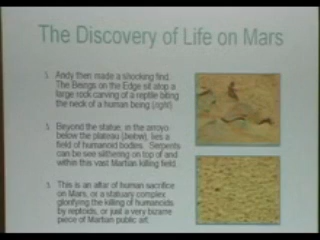 The Discovery of Life on Mars
Andy then made a shocking find.
The Beings on the Edge sit atop a
large rock carving of a reptile biting
the neck of a human being (right)
Beyond the statue, in the arroyo
below the plateau (below), lies a
field of humanoid bodies. Serpents
can be see slithering on top of and
within this vast Martian killing field.
This is an altar of human sacrifice
on Mars, or a statuary complex
glorifying the killing of humanoids
by reptoids, or just a very bizarre
piece of Martian public art.